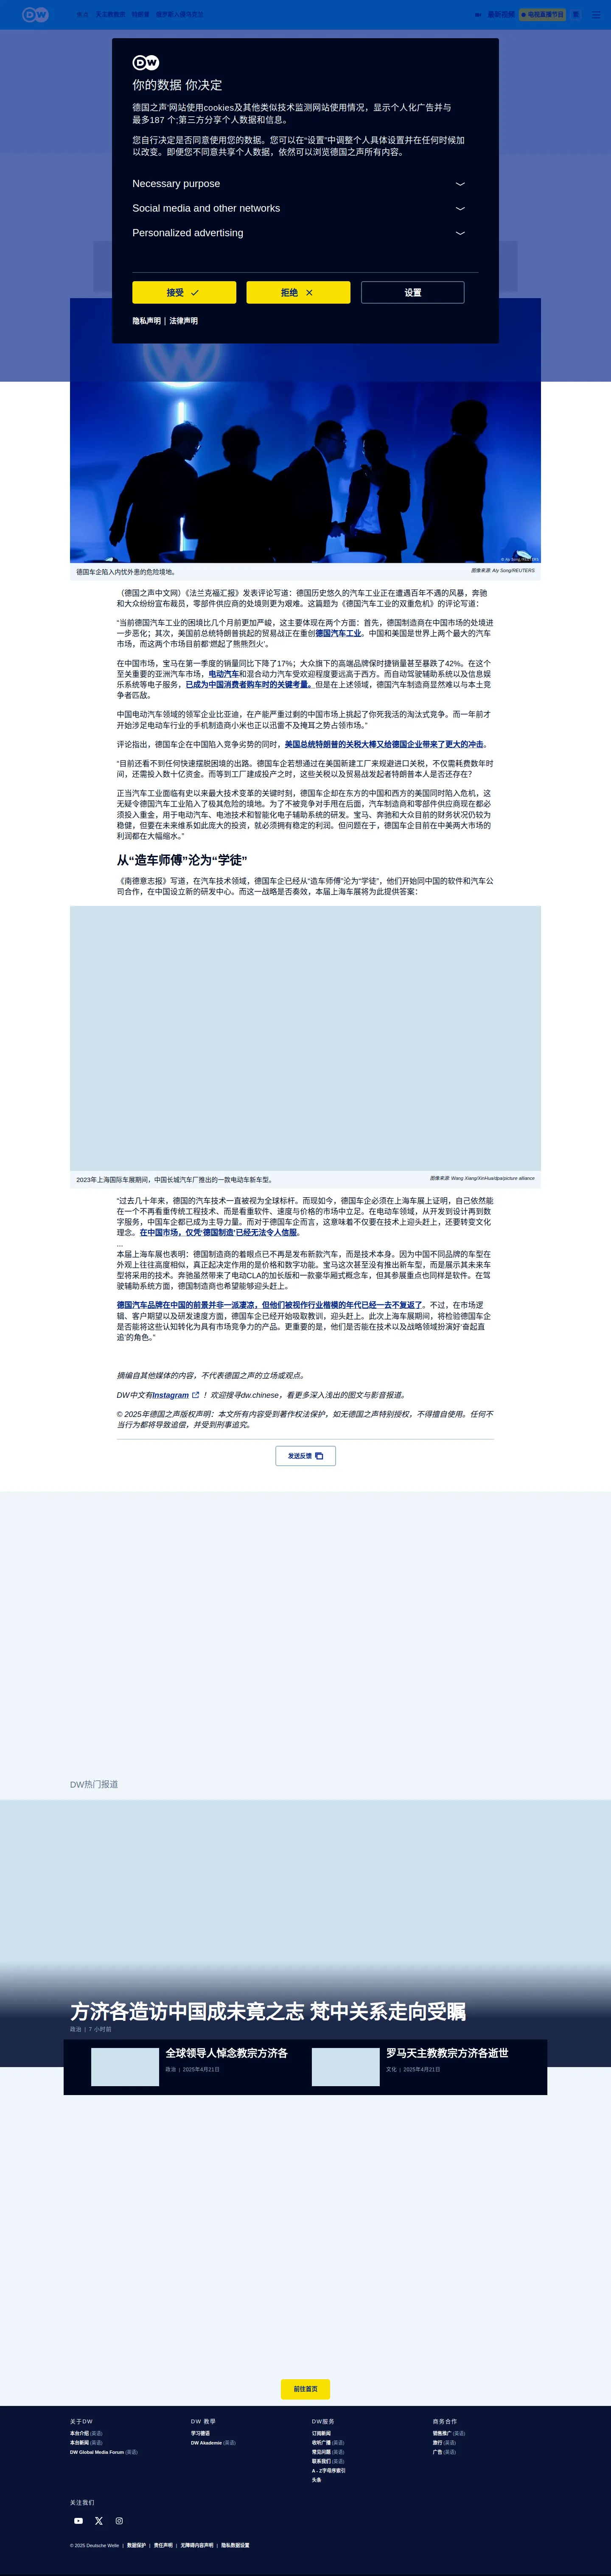 DW
关注 天主教教宗 特朗普 俄罗斯入侵乌克兰 最新视频 电视直播节目
DW
你的数据 你决定
德国之声'网站使用cookies及其他类似技术监测网站使用情况，显示个人化广告并与
最多187 个;第三方分享个人数据和信息。
您自行决定是否同意使用您的数据。您可以在“设置”中调整个人具体设置并在任何时候加
以改变。即便您不同意共享个人数据，依然可以浏览德国之声所有内容。
Necessary purpose
Social media and other networks
Personalized advertising
接受 拒绝 设置
隐私声明 | 法律声明
© Aly Song/REUTERS
德国车企陷入内忧外患的危险境地。 图像来源: Aly Song/REUTERS
（德国之声中文网）《法兰克福汇报》发表评论写道：德国历史悠久的汽车工业正在遭遇百年不遇的风暴，奔驰
和大众纷纷宣布裁员，零部件供应商的处境则更为艰难。这篇题为《德国汽车工业的双重危机》的评论写道：
“当前德国汽车工业的困境比几个月前更加严峻，这主要体现在两个方面：首先，德国制造商在中国市场的处境进
一步恶化；其次，美国前总统特朗普挑起的贸易战正在重创德国汽车工业。中国和美国是世界上两个最大的汽车
市场，而这两个市场目前都‘燃起了熊熊烈火’。
在中国市场，宝马在第一季度的销量同比下降了17%；大众旗下的高端品牌保时捷销量甚至暴跌了42%。在这个
至关重要的亚洲汽车市场，电动汽车和混合动力汽车受欢迎程度要远高于西方。而自动驾驶辅助系统以及信息娱
乐系统等电子服务，已成为中国消费者购车时的关键考量。但是在上述领域，德国汽车制造商显然难以与本土竞
争者匹敌。
中国电动汽车领域的领军企业比亚迪，在产能严重过剩的中国市场上挑起了你死我活的淘汰式竞争。而一年前才
开始涉足电动车行业的手机制造商小米也正以迅雷不及掩耳之势占领市场。”
评论指出，德国车企在中国陷入竞争劣势的同时，美国总统特朗普的关税大棒又给德国企业带来了更大的冲击。
“目前还看不到任何快速摆脱困境的出路。德国车企若想通过在美国新建工厂来规避进口关税，不仅需耗费数年时
间，还需投入数十亿资金。而等到工厂建成投产之时，这些关税以及贸易战发起者特朗普本人是否还存在？
正当汽车工业面临有史以来最大技术变革的关键时刻，德国车企却在东方的中国和西方的美国同时陷入危机，这
无疑令德国汽车工业陷入了极其危险的境地。为了不被竞争对手甩在后面，汽车制造商和零部件供应商现在都必
须投入重金，用于电动汽车、电池技术和智能化电子辅助系统的研发。宝马、奔驰和大众目前的财务状况仍较为
稳健，但要在未来维系如此庞大的投资，就必须拥有稳定的利润。但问题在于，德国车企目前在中美两大市场的
利润都在大幅缩水。”
从“造车师傅”沦为“学徒”
《南德意志报》写道，在汽车技术领域，德国车企已经从“造车师傅”沦为“学徒”，他们开始同中国的软件和汽车公
司合作，在中国设立新的研发中心。而这一战略是否奏效，本届上海车展将为此提供答案：
2023年上海国际车展期间，中国长城汽车厂推出的一款电动车新车型。 图像来源: Wang Xiang/XinHua/dpa/picture alliance
“过去几十年来，德国的汽车技术一直被视为全球标杆。而现如今，德国车企必须在上海车展上证明，自己依然能
在一个不再看重传统工程技术、而是看重软件、速度与价格的市场中立足。在电动车领域，从开发到设计再到数
字服务，中国车企都已成为主导力量。而对于德国车企而言，这意味着不仅要在技术上迎头赶上，还要转变文化
理念。在中国市场，仅凭‘德国制造’已经无法令人信服。
...
本届上海车展也表明：德国制造商的着眼点已不再是发布新款汽车，而是技术本身。因为中国不同品牌的车型在
外观上往往高度相似，真正起决定作用的是价格和数字功能。宝马这次甚至没有推出新车型，而是展示其未来车
型将采用的技术。奔驰虽然带来了电动CLA的加长版和一款豪华厢式概念车，但其参展重点也同样是软件。在驾
驶辅助系统方面，德国制造商也希望能够迎头赶上。
德国汽车品牌在中国的前景并非一派凄凉，但他们被视作行业楷模的年代已经一去不复返了。不过，在市场逻
辑、客户期望以及研发速度方面，德国车企已经开始吸取教训，迎头赶上。此次上海车展期间，将检验德国车企
是否能将这些认知转化为具有市场竞争力的产品。更重要的是，他们是否能在技术以及战略领域扮演好‘奋起直
追’的角色。”
摘编自其他媒体的内容，不代表德国之声的立场或观点。
DW中文有Instagram ！欢迎搜寻dw.chinese，看更多深入浅出的图文与影音报道。
© 2025年德国之声版权声明：本文所有内容受到著作权法保护，如无德国之声特别授权，不得擅自使用。任何不
当行为都将导致追偿，并受到刑事追究。
发送反馈
DW热门报道
方济各造访中国成未竟之志 梵中关系走向受瞩
政治 | 7 小时前
全球领导人悼念教宗方济各
政治 | 2025年4月21日
罗马天主教教宗方济各逝世
文化 | 2025年4月21日
前往首页
关于DW
本台介绍 (英语)
本台新闻 (英语)
DW Global Media Forum (英语)
DW 教學
学习德语
DW Akademie (英语)
DW服务
订阅新闻
收听广播 (英语)
常见问题 (英语)
联系我们 (英语)
A - Z字母序索引
头条
商务合作
销售推广 (英语)
旅行 (英语)
广告 (英语)
关注我们
© 2025 Deutsche Welle | 数据保护 | 责任声明 | 无障碍内容声明 | 隐私数据设置